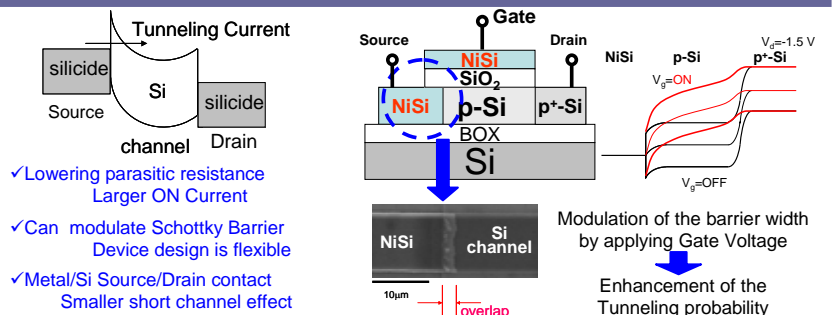 Tunneling Current
silicide
Si
silicide
Source
channel
Drain
✓Lowering parasitic resistance
Larger ON Current
✓Can modulate Schottky Barrier
Device design is flexible
✓Metal/Si Source/Drain contact
Smaller short channel effect
Gate
Source
Drain
NiSi
SiO2
NiSi
p-Si
p+-Si
BOX
Si
NiSi
Si
channel
10μm
overlap
Vd=-1.5 V
NiSi
p-Si
p+-Si
Vg=ON
Vg=OFF
Modulation of the barrier width
by applying Gate Voltage
Enhancement of the
Tunneling probability